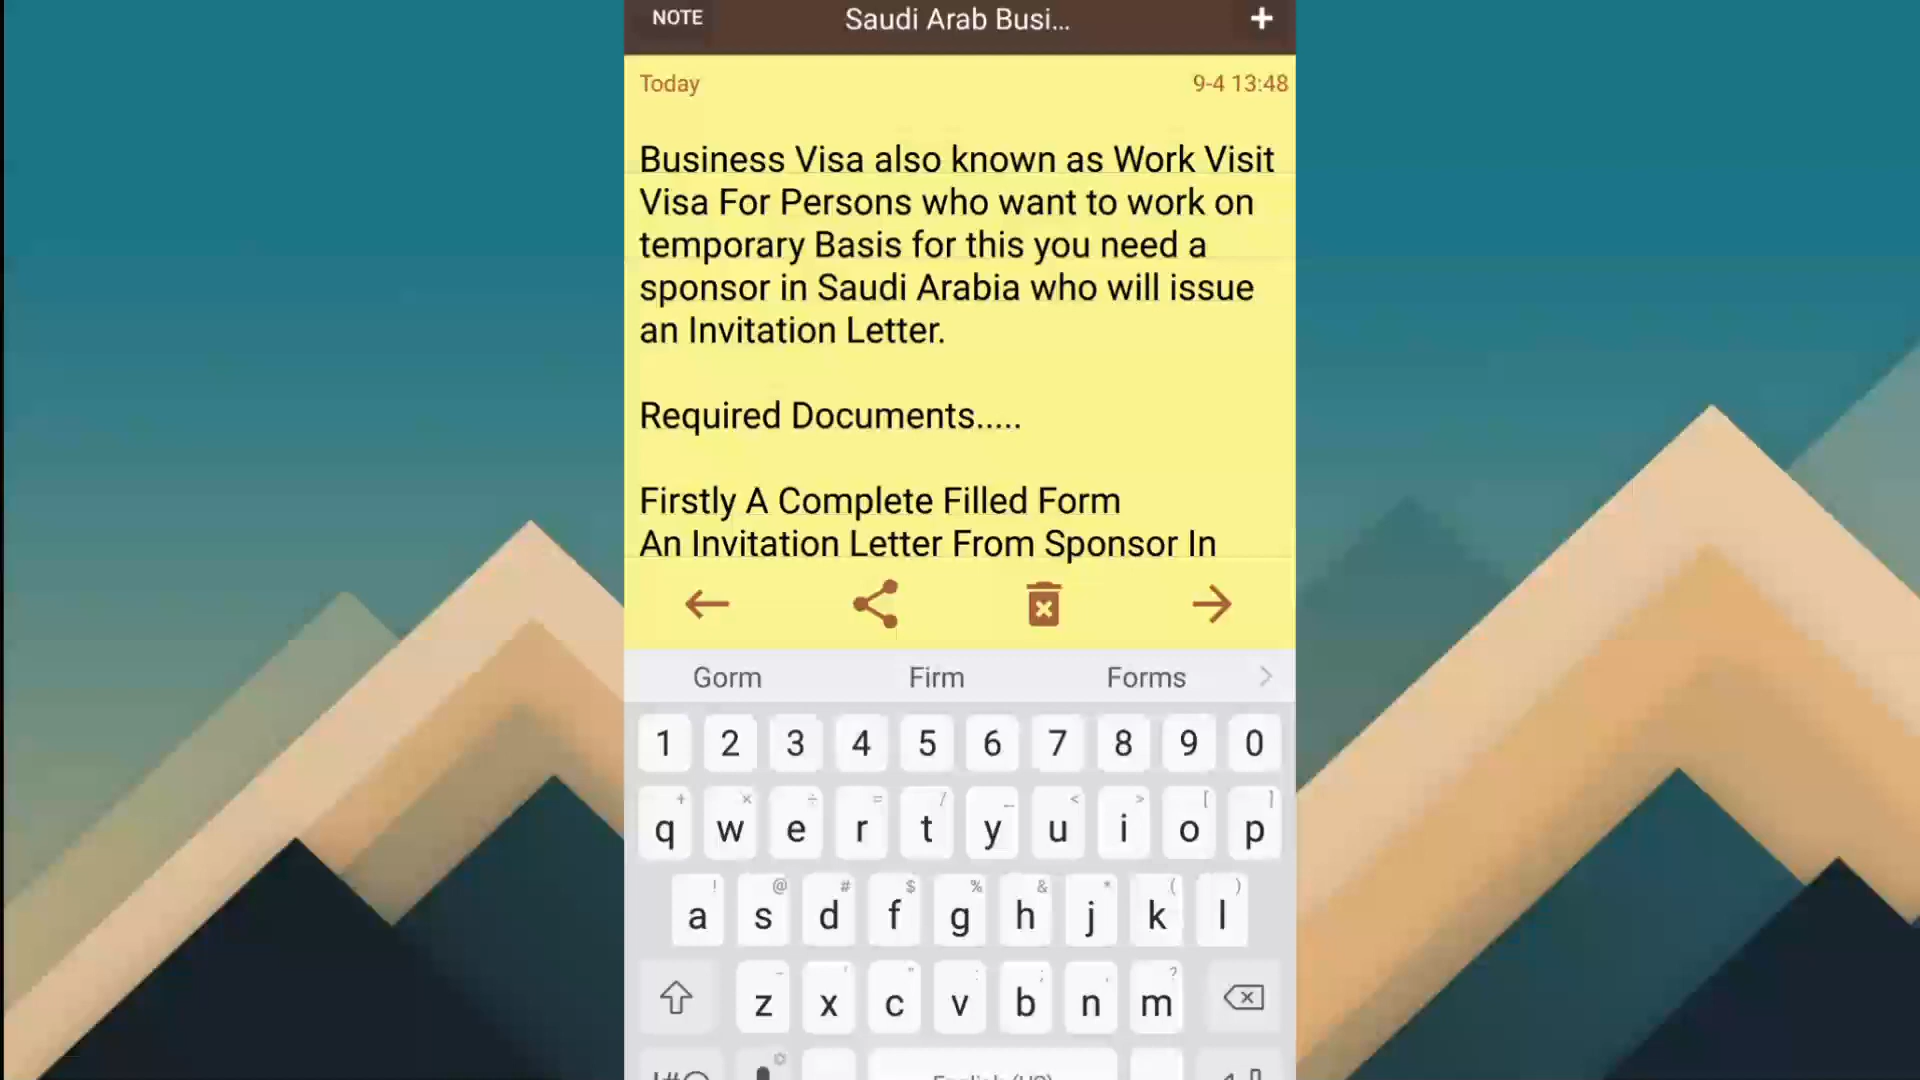 NOTE
Saudi Arab Busi...
+
Today
9-4 13:48
Business Visa also known as Work Visit
Visa For Persons who want to work on
temporary Basis for this you need a
sponsor in Saudi Arabia who will issue
an Invitation Letter.
Required Documents.....
Firstly A Complete Filled Form
An Invitation Letter From Sponsor In
Gorm Firm Forms
1 2 3 4 5 6 7 8 9 0
+ × ÷ = / _ < > [ ]
q w e r t y u i o p
! @ # $ % & * ( )
a s d f g h j k l
- ' " : ; , ?
z x c v b n m
English (US)